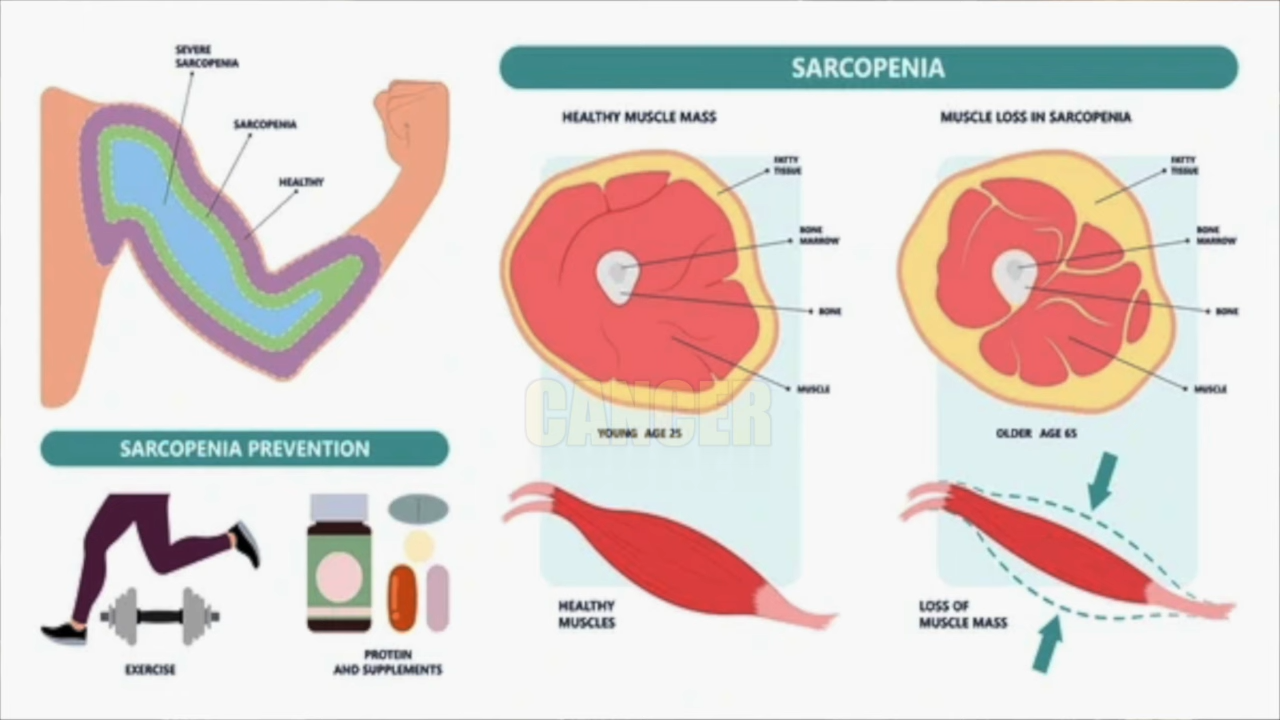 SEVERE
SARCOPENIA
SARCOPENIA
HEALTHY
SARCOPENIA
HEALTHY MUSCLE MASS
MUSCLE LOSS IN SARCOPENIA
FATTY
TISSUE
BONE
MARROW
BONE
MUSCLE
FATTY
TISSUE
BONE
MARROW
BONE
MUSCLE
CANCER
YOUNG AGE 25
OLDER AGE 65
SARCOPENIA PREVENTION
EXERCISE
PROTEIN
AND SUPPLEMENTS
HEALTHY
MUSCLES
LOSS OF
MUSCLE MASS